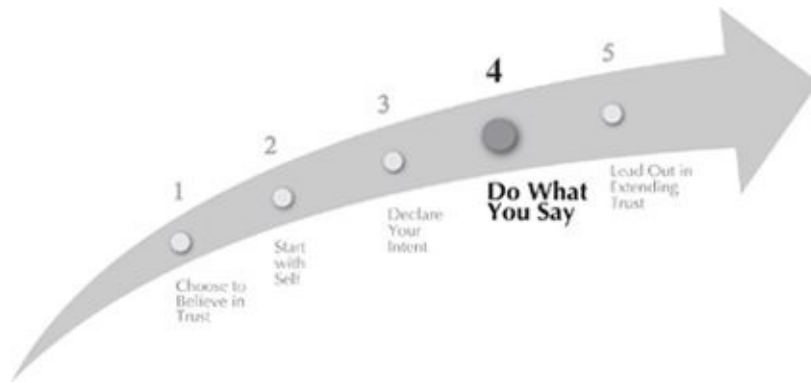 1
Choose to
Believe in
Trust
2
Start
with
Self
3
Declare
Your
Intent
4
Do What
You Say
5
Lead Out in
Extending
Trust